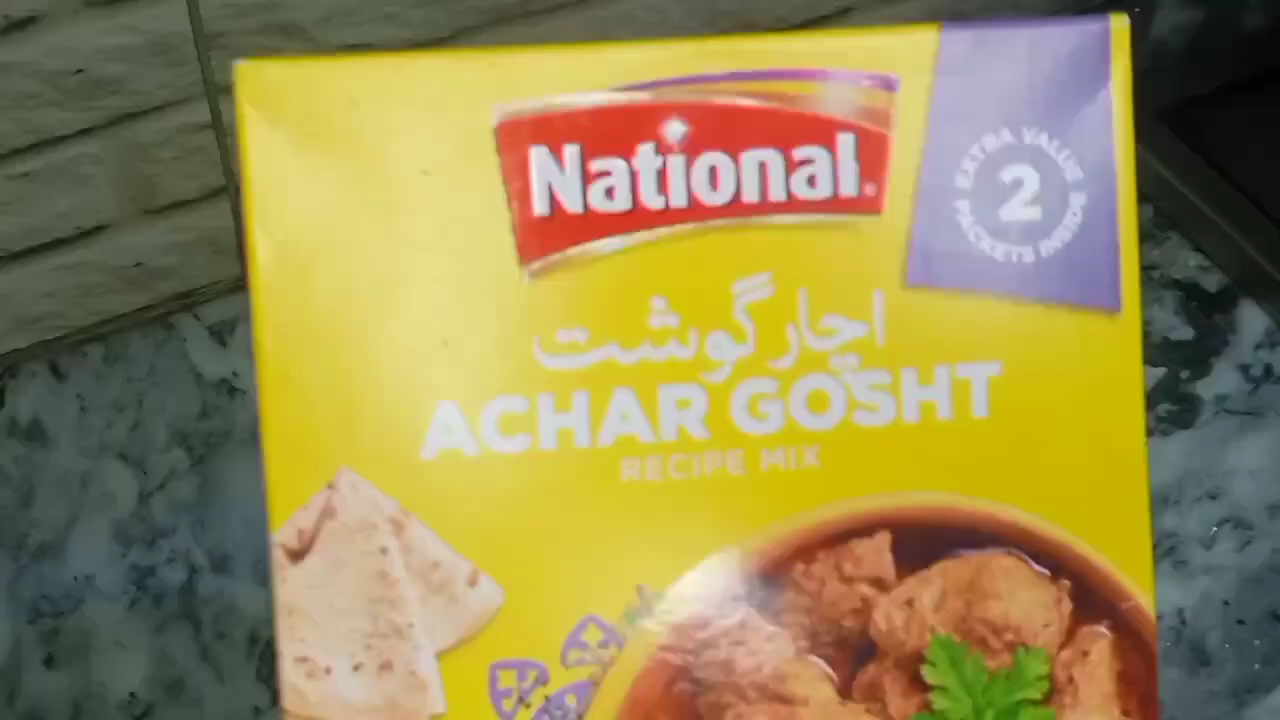 National
EXTRA VALUE
2
PACKETS INSIDE
اچار گوشت
ACHAR GOSHT
RECIPE MIX